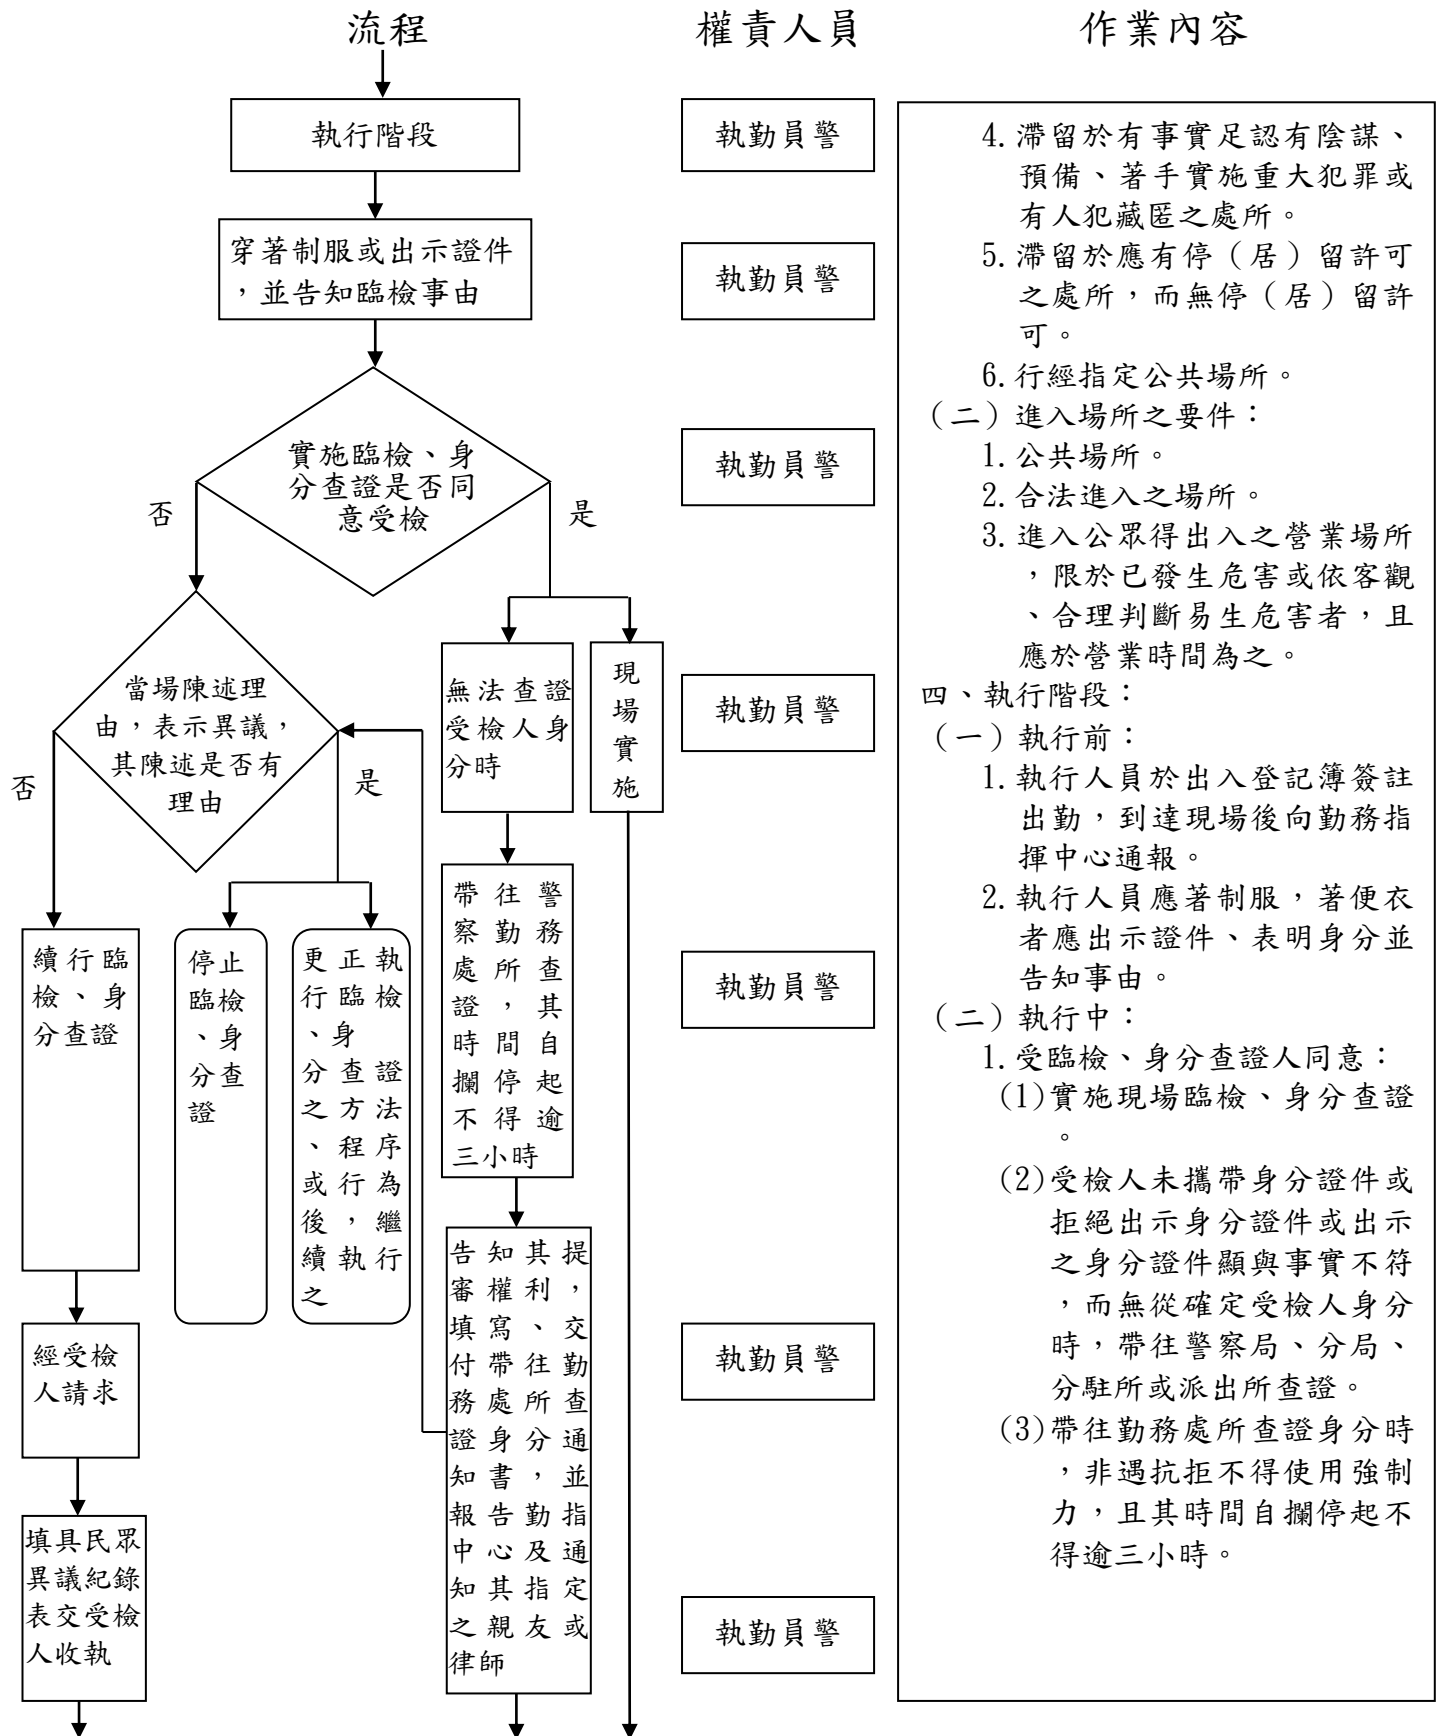 流程
權責人員
作業內容
執行階段
穿著制服或出示證件
，並告知臨檢事由
實施臨檢、身
分查證是否同
意受檢
否
是
當場陳述理
由，表示異議，
其陳述是否有
理由
否
是
無法查證
受檢人身
分時
現
場
實
施
帶往警
察勤務
處所查
證，其
時間自
攔停起
不得逾
三小時
續行臨
檢、身
分查證
停止
臨檢
、身
分查
證
更正執
行臨檢
、身
分查證
之方法
、程序
或行為
後，繼
續執行
之
告知其提
審權利，
填寫、交
付帶往勤
務處所查
證身分通
知書，並
報告勤指
中心及通
知其指定
之親友或
律師
經受檢
人請求
填具民眾
異議紀錄
表交受檢
人收執
執勤員警
執勤員警
執勤員警
執勤員警
執勤員警
執勤員警
執勤員警
4.滯留於有事實足認有陰謀、
預備、著手實施重大犯罪或
有人犯藏匿之處所。
5.滯留於應有停（居）留許可
之處所，而無停（居）留許
可。
6.行經指定公共場所。
（二）進入場所之要件：
1.公共場所。
2.合法進入之場所。
3.進入公眾得出入之營業場所
，限於已發生危害或依客觀
、合理判斷易生危害者，且
應於營業時間為之。
四、執行階段：
（一）執行前：
1.執行人員於出入登記簿簽註
出勤，到達現場後向勤務指
揮中心通報。
2.執行人員應著制服，著便衣
者應出示證件、表明身分並
告知事由。
（二）執行中：
1.受臨檢、身分查證人同意：
(1)實施現場臨檢、身分查證
。
(2)受檢人未攜帶身分證件或
拒絕出示身分證件或出示
之身分證件顯與事實不符
，而無從確定受檢人身分
時，帶往警察局、分局、
分駐所或派出所查證。
(3)帶往勤務處所查證身分時
，非遇抗拒不得使用強制
力，且其時間自攔停起不
得逾三小時。